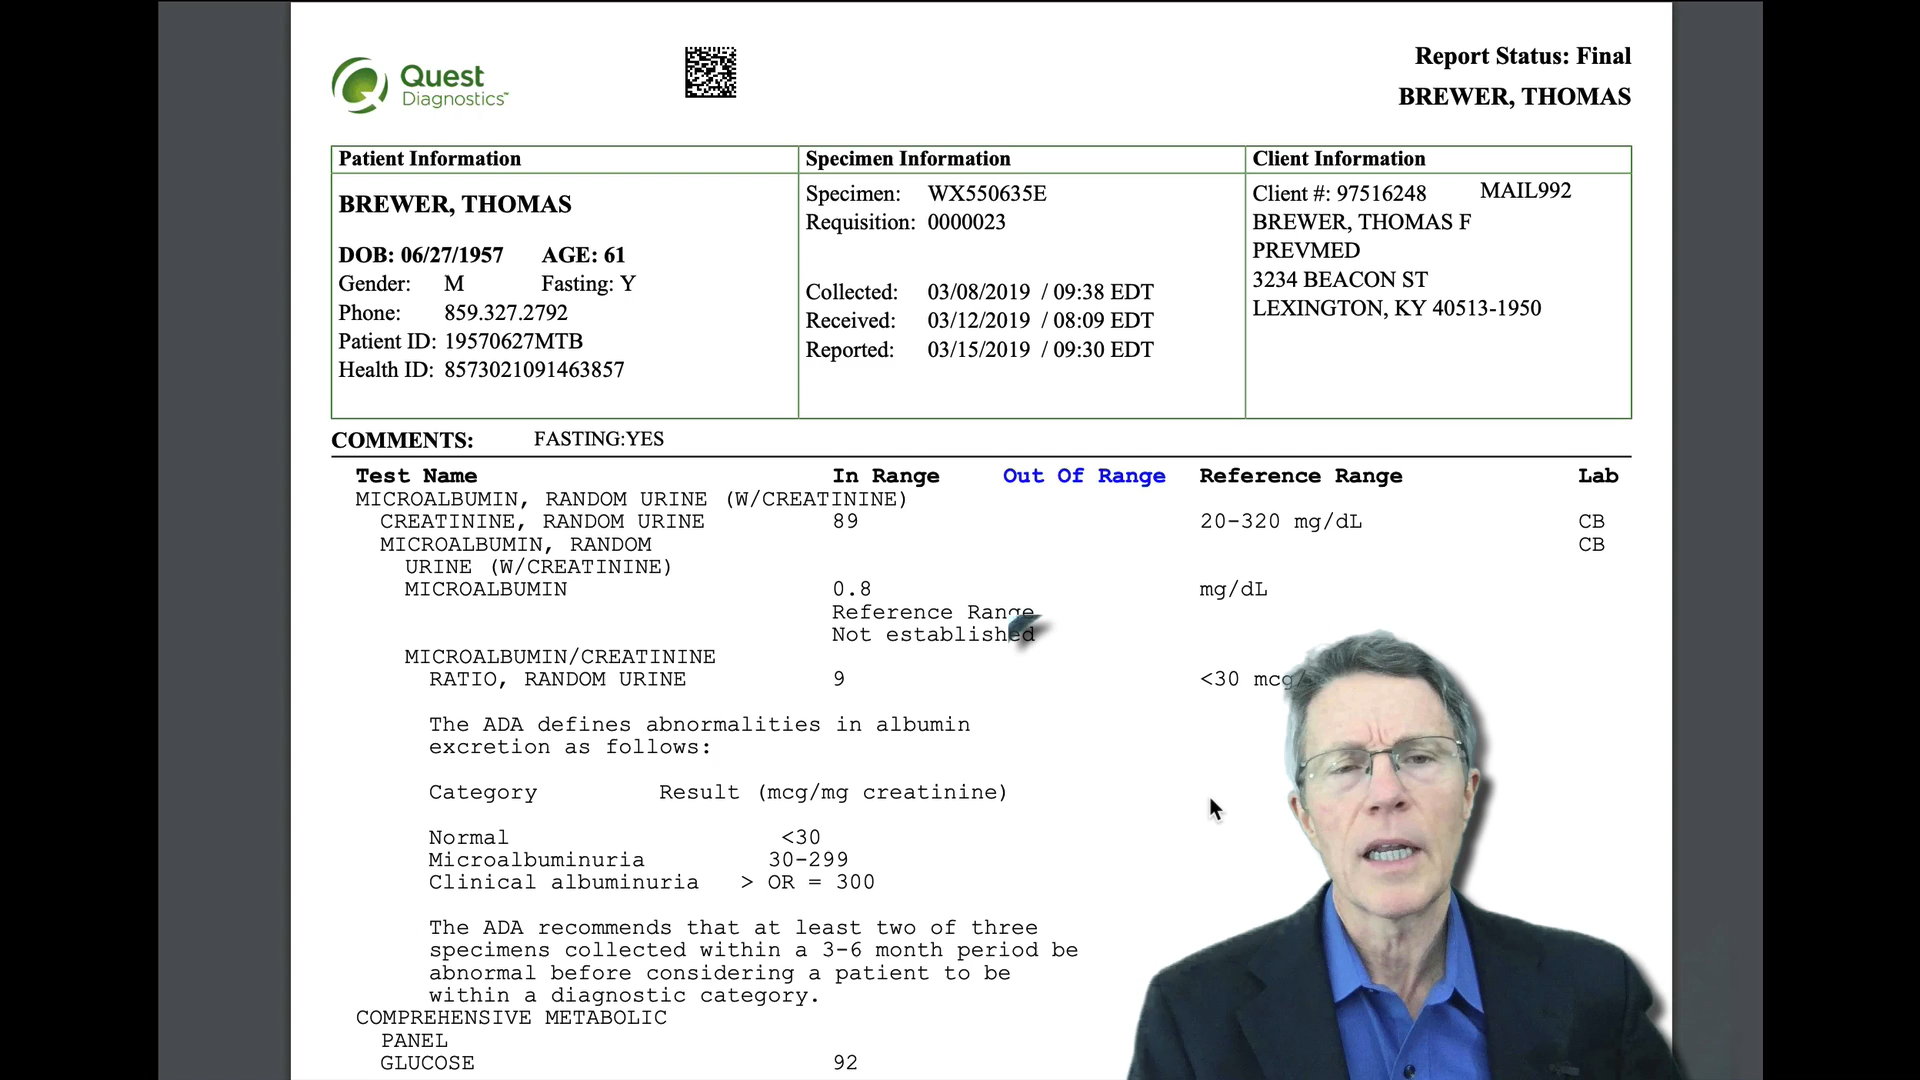 Quest
Diagnostics™
Report Status: Final
BREWER, THOMAS
Patient Information
BREWER, THOMAS
DOB: 06/27/1957 AGE: 61
Gender: M Fasting: Y
Phone: 859.327.2792
Patient ID: 19570627MTB
Health ID: 8573021091463857
Specimen Information
Specimen: WX550635E
Requisition: 0000023
Collected: 03/08/2019 / 09:38 EDT
Received: 03/12/2019 / 08:09 EDT
Reported: 03/15/2019 / 09:30 EDT
Client Information
Client #: 97516248 MAIL992
BREWER, THOMAS F
PREVMED
3234 BEACON ST
LEXINGTON, KY 40513-1950
COMMENTS: FASTING:YES
Test Name In Range Out Of Range Reference Range Lab
MICROALBUMIN, RANDOM URINE (W/CREATININE)
CREATININE, RANDOM URINE 89 20-320 mg/dL CB
MICROALBUMIN, RANDOM CB
URINE (W/CREATININE)
MICROALBUMIN 0.8 mg/dL
Reference Range
Not established
MICROALBUMIN/CREATININE
RATIO, RANDOM URINE 9 <30 mcg/
The ADA defines abnormalities in albumin
excretion as follows:
Category Result (mcg/mg creatinine)
Normal <30
Microalbuminuria 30-299
Clinical albuminuria > OR = 300
The ADA recommends that at least two of three
specimens collected within a 3-6 month period be
abnormal before considering a patient to be
within a diagnostic category.
COMPREHENSIVE METABOLIC
PANEL
GLUCOSE 92